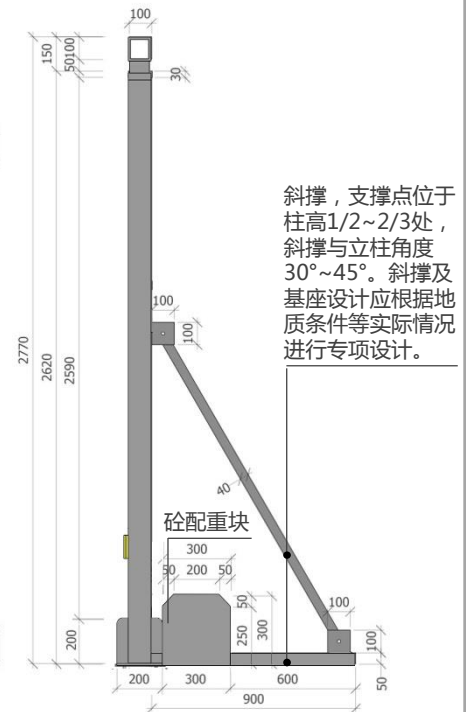 100
150
50100
30
斜撑，支撑点位于
柱高1/2~2/3处，
斜撑与立柱角度
30°~45°。斜撑及
基座设计应根据地
质条件等实际情况
进行专项设计。
100
100
2770
2620
2590
40
砼配重块
300
50 200 50
50
250
300
100
100
200
50
200 300 600
900